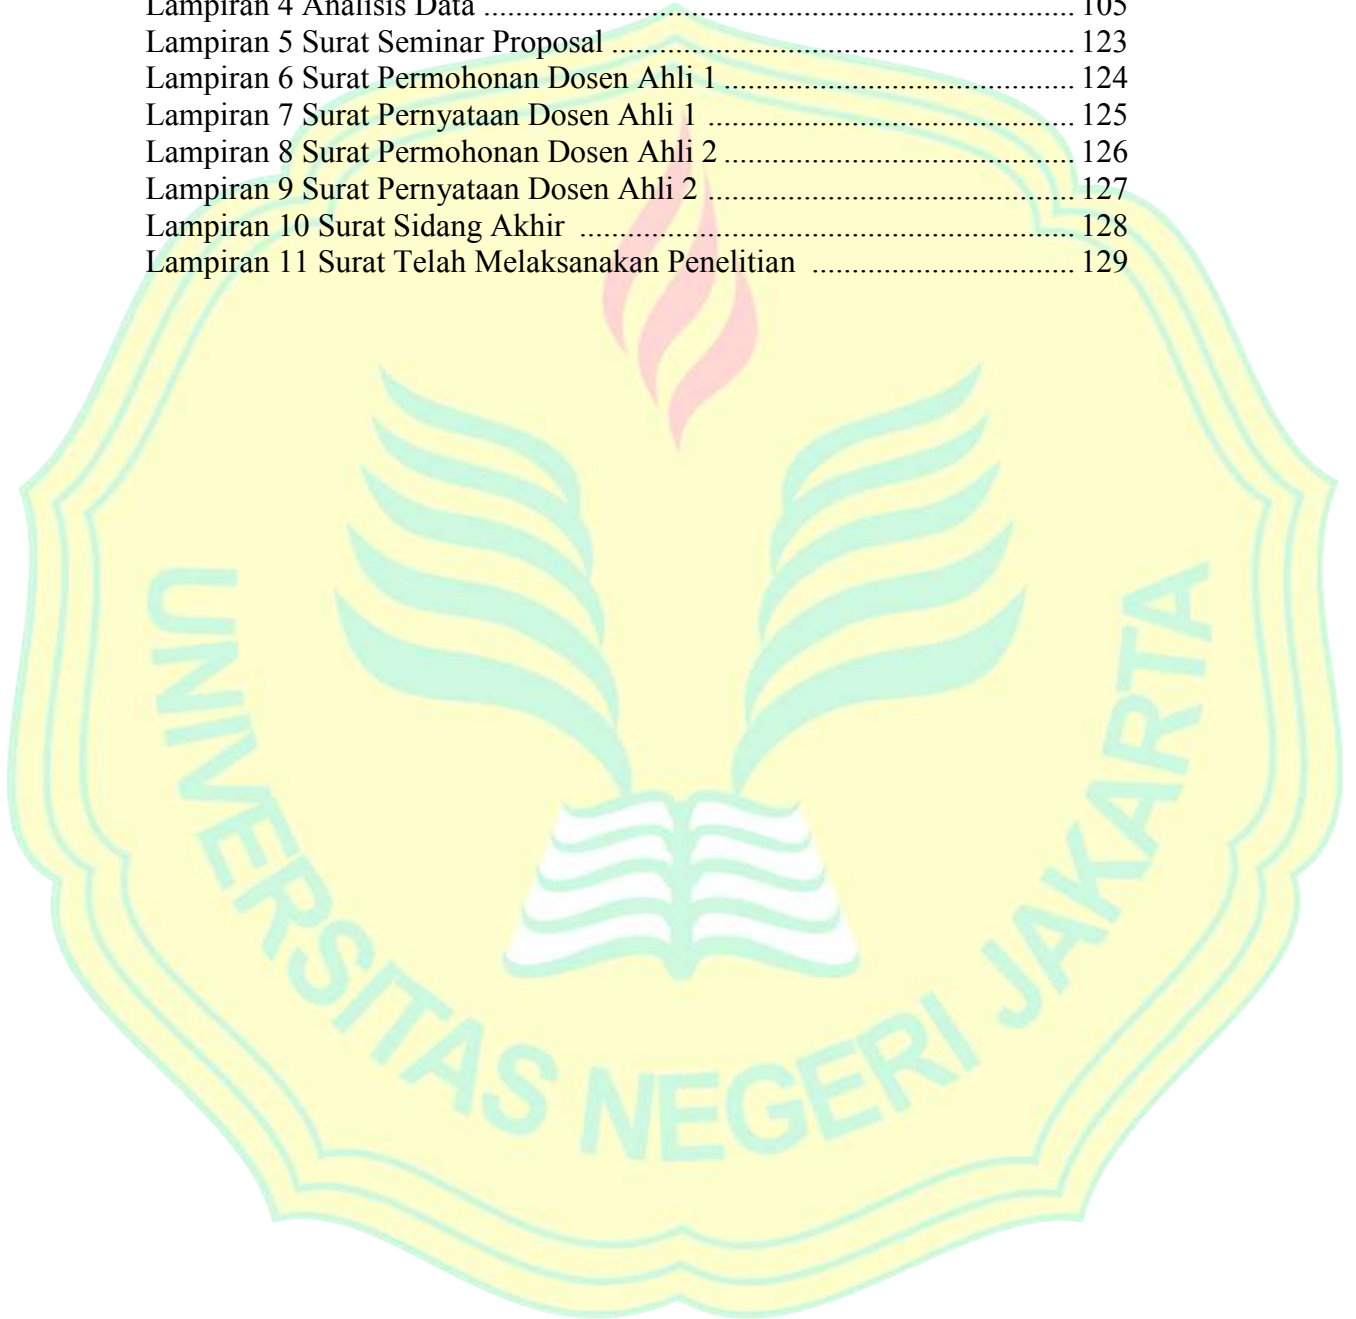 Lampiran 4 Analisis Data .......................................................................... 105
Lampiran 5 Surat Seminar Proposal .......................................................... 123
Lampiran 6 Surat Permohonan Dosen Ahli 1 ............................................ 124
Lampiran 7 Surat Pernyataan Dosen Ahli 1 .............................................. 125
Lampiran 8 Surat Permohonan Dosen Ahli 2 ............................................ 126
Lampiran 9 Surat Pernyataan Dosen Ahli 2 .............................................. 127
Lampiran 10 Surat Sidang Akhir .............................................................. 128
Lampiran 11 Surat Telah Melaksanakan Penelitian ................................. 129
UNIVERSITAS NEGERI JAKARTA